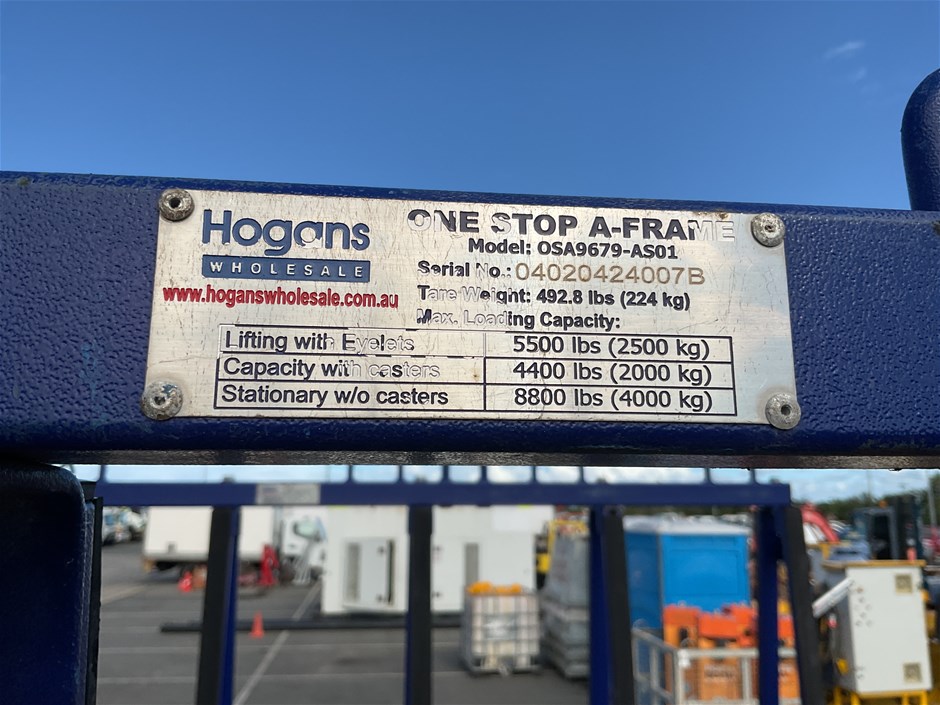 Hogans
WHOLESALE
www.hoganswholesale.com.au
ONE STOP A-FRAME
Model: OSA9679-AS01
Serial No.: 04020424007B
Tare Weight: 492.8 lbs (224 kg)
Max. Loading Capacity:
Lifting with Eyelets 5500 lbs (2500 kg)
Capacity with casters 4400 lbs (2000 kg)
Stationary w/o casters 8800 lbs (4000 kg)